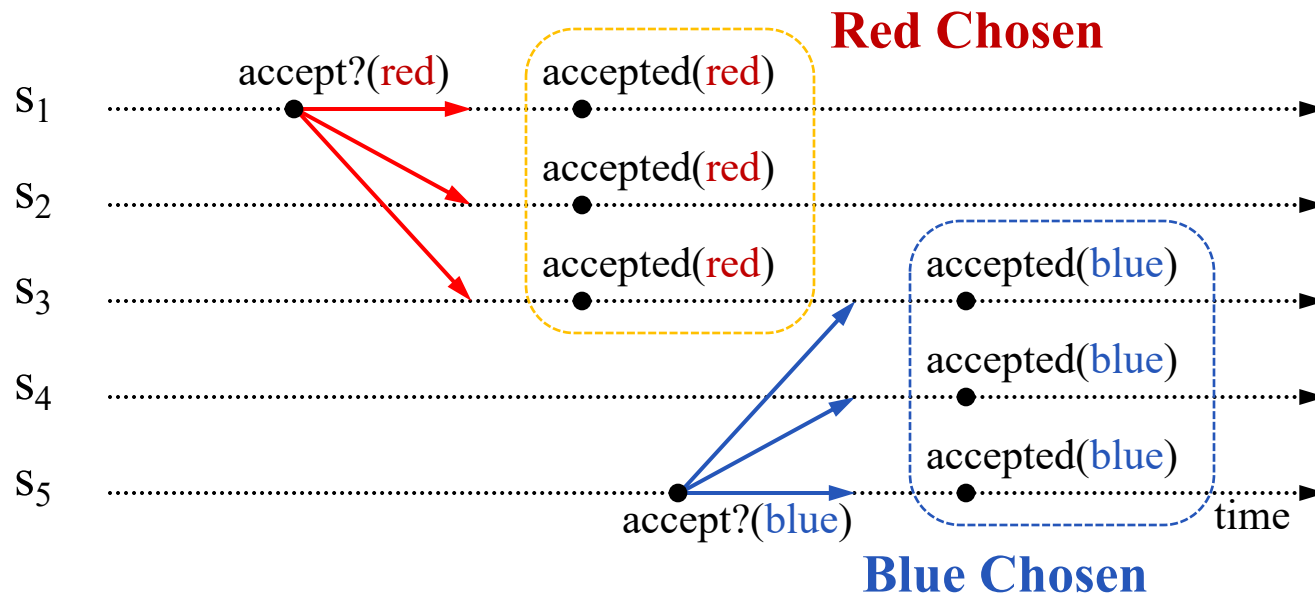 Red Chosen
accept?(red)
accepted(red)
s1
accepted(red)
s2
accepted(red)
accepted(blue)
s3
accepted(blue)
s4
accepted(blue)
s5
accept?(blue)
time
Blue Chosen